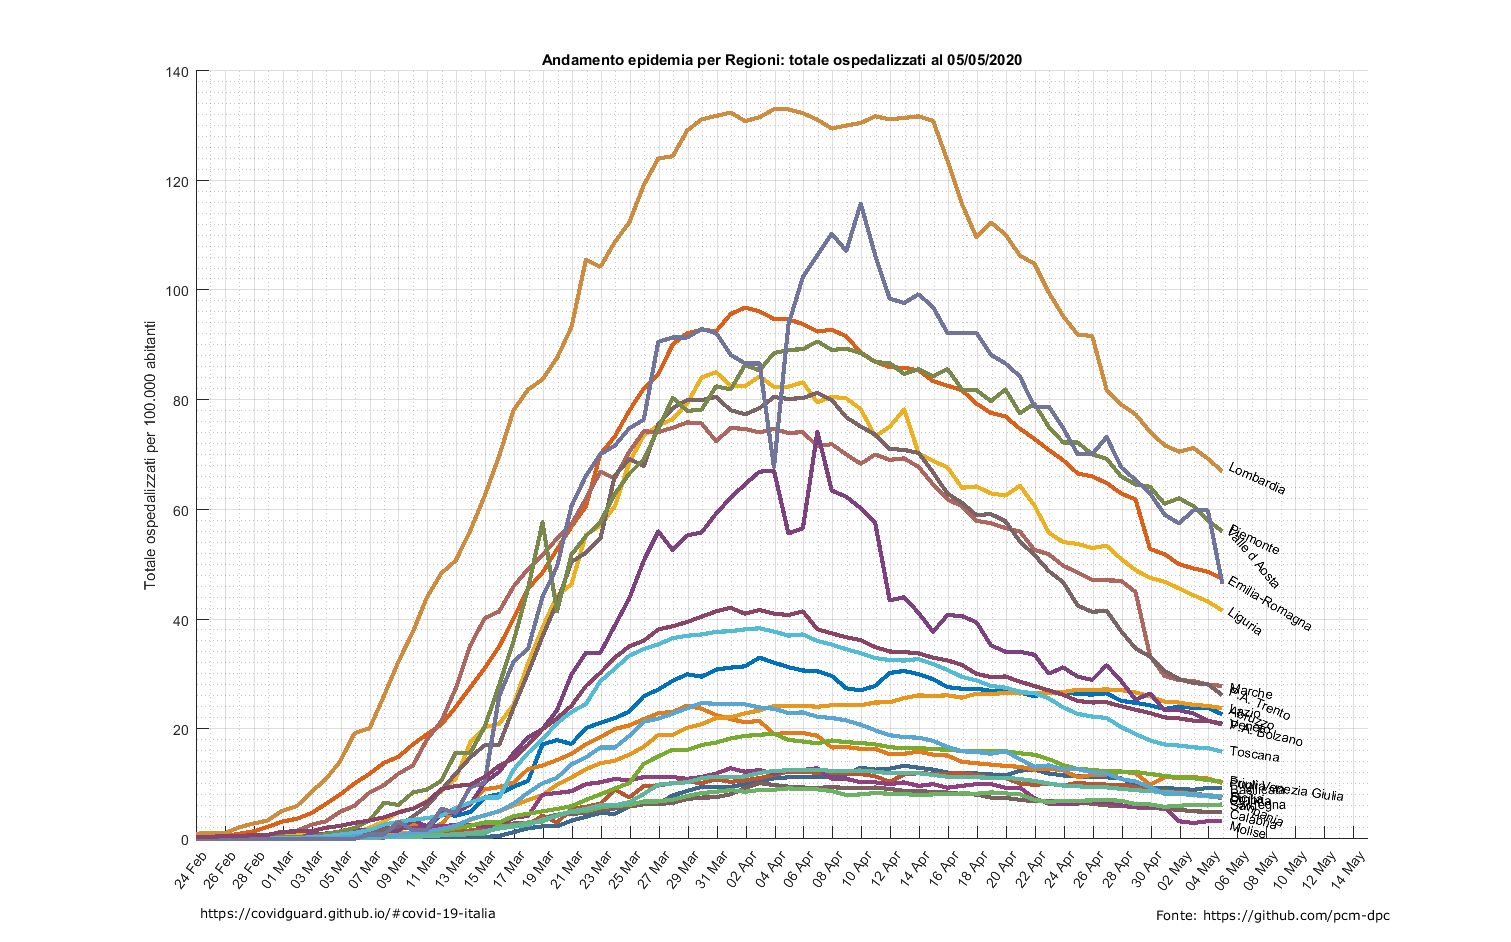 Andamento epidemia per Regioni: totale ospedalizzati al 05/05/2020
Totale ospedalizzati per 100.000 abitanti
140
120
100
80
60
40
20
0
Lombardia
Piemonte
Valle d'Aosta
Emilia-Romagna
Liguria
Marche
P.A. Trento
Lazio
Abruzzo
P.A. Bolzano
Toscana
Venezia Giulia
Sardegna
Calabria
Molise
24 Feb
26 Feb
28 Feb
01 Mar
03 Mar
05 Mar
07 Mar
09 Mar
11 Mar
13 Mar
15 Mar
17 Mar
19 Mar
21 Mar
23 Mar
25 Mar
27 Mar
29 Mar
31 Mar
02 Apr
04 Apr
06 Apr
08 Apr
10 Apr
12 Apr
14 Apr
16 Apr
18 Apr
20 Apr
22 Apr
24 Apr
26 Apr
28 Apr
30 Apr
02 May
04 May
06 May
08 May
10 May
12 May
14 May
https://covidguard.github.io/#covid-19-italia
Fonte: https://github.com/pcm-dpc